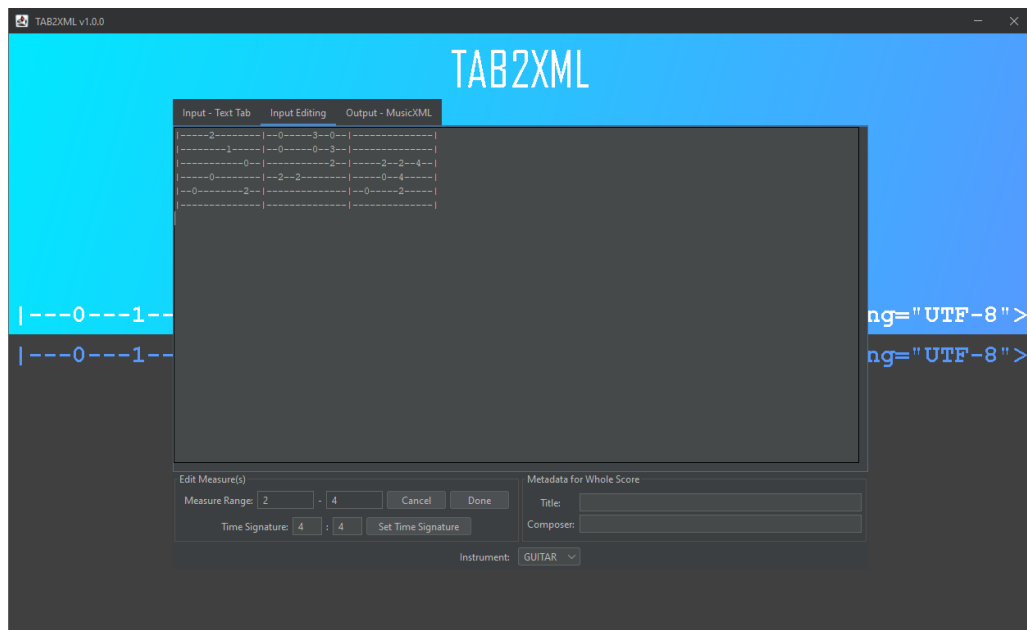 TAB2XML v1.0.0
TAB2XML
Input - Text Tab Input Editing Output - MusicXML
|-----2--------|--0-----3--0--|--------------|
|--------1-----|--0-----0--3--|--------------|
|-----------0--|-----------2--|-----2--2--4--|
|-----0--------|--2--2--------|-----0--4-----|
|--0--------2--|--------------|--0-----2-----|
|--------------|--------------|--------------|
|---0---1-- ng="UTF-8">
|---0---1-- ng="UTF-8">
Edit Measure(s)
Measure Range: 2 - 4 Cancel Done
Time Signature: 4 : 4 Set Time Signature
Metadata for Whole Score
Title:
Composer:
Instrument: GUITAR